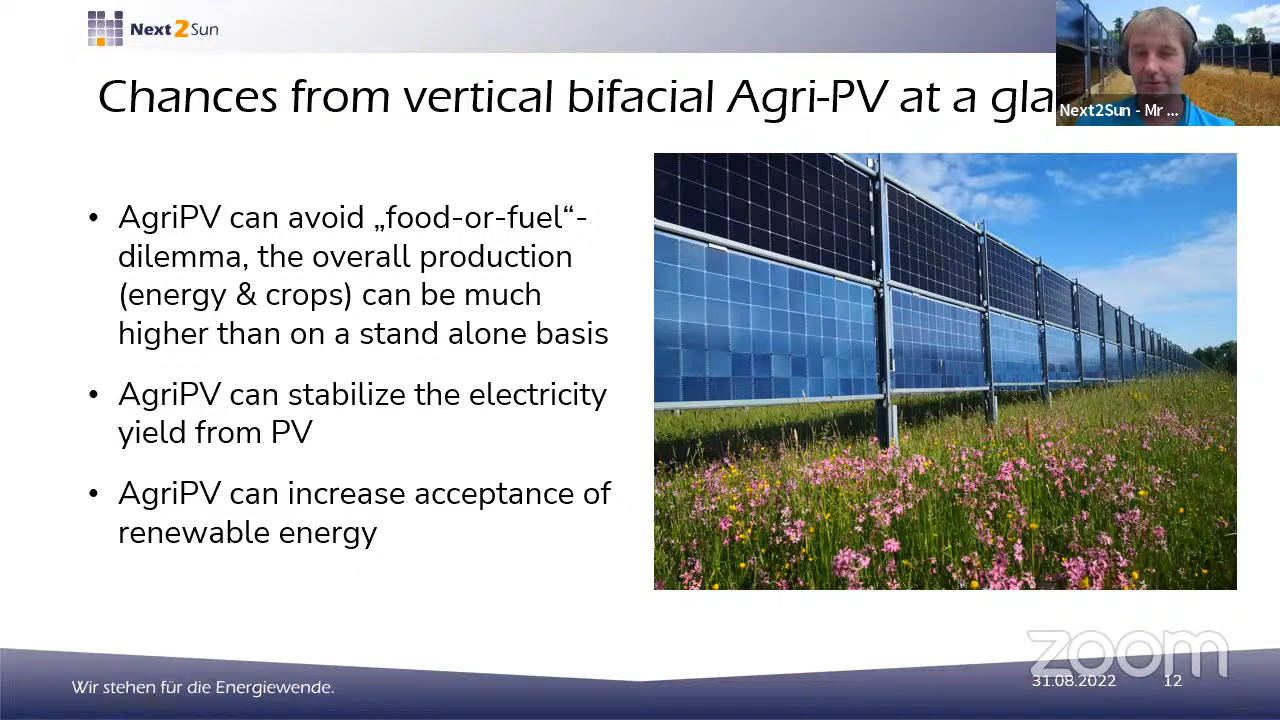 Next2Sun
Chances from vertical bifacial Agri-PV at a gla
Next2Sun - Mr ...
• AgriPV can avoid „food-or-fuel“-
dilemma, the overall production
(energy & crops) can be much
higher than on a stand alone basis
• AgriPV can stabilize the electricity
yield from PV
• AgriPV can increase acceptance of
renewable energy
zoom
Wir stehen für die Energiewende.
31.08.2022
12